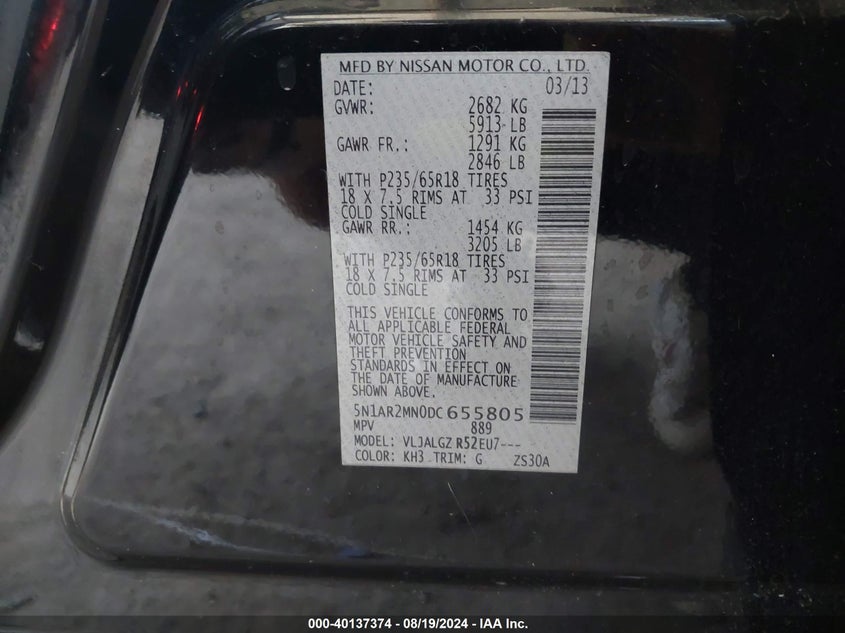 MFD BY NISSAN MOTOR CO., LTD.
DATE: 03/13
GVWR: 2682 KG
5913 LB
GAWR FR.: 1291 KG
2846 LB
WITH P235/65R18 TIRES
18 X 7.5 RIMS AT 33 PSI
COLD SINGLE
GAWR RR.: 1454 KG
3205 LB
WITH P235/65R18 TIRES
18 X 7.5 RIMS AT 33 PSI
COLD SINGLE
THIS VEHICLE CONFORMS TO
ALL APPLICABLE FEDERAL
MOTOR VEHICLE SAFETY AND
THEFT PREVENTION
STANDARDS IN EFFECT ON
THE DATE OF MANUFACTURE
SHOWN ABOVE.
5N1AR2MN0DC655805
MPV 889
MODEL: VLJALGZ R52EU7---
COLOR: KH3 TRIM: G ZS30A
000-40137374 - 08/19/2024 - IAA Inc.